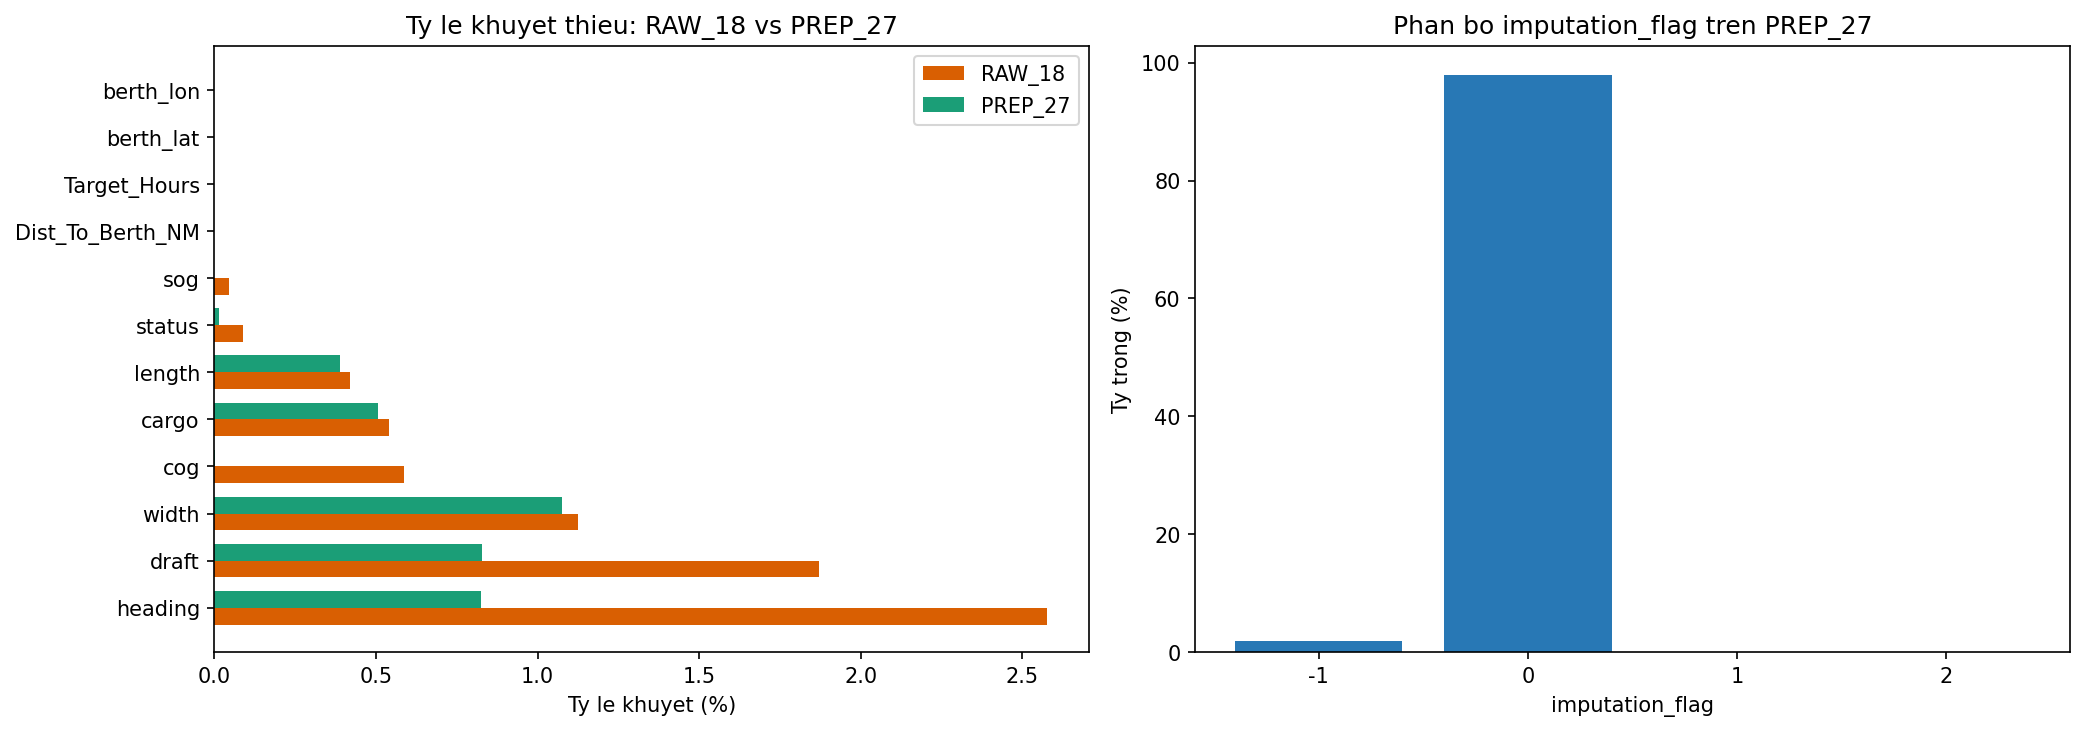 Ty le khuyet thieu: RAW_18 vs PREP_27
RAW_18
PREP_27
berth_lon
berth_lat
Target_Hours
Dist_To_Berth_NM
sog
status
length
cargo
cog
width
draft
heading
0.0 0.5 1.0 1.5 2.0 2.5
Ty le khuyet (%)
Phan bo imputation_flag tren PREP_27
100
80
60
40
20
0
Ty trong (%)
-1 0 1 2
imputation_flag